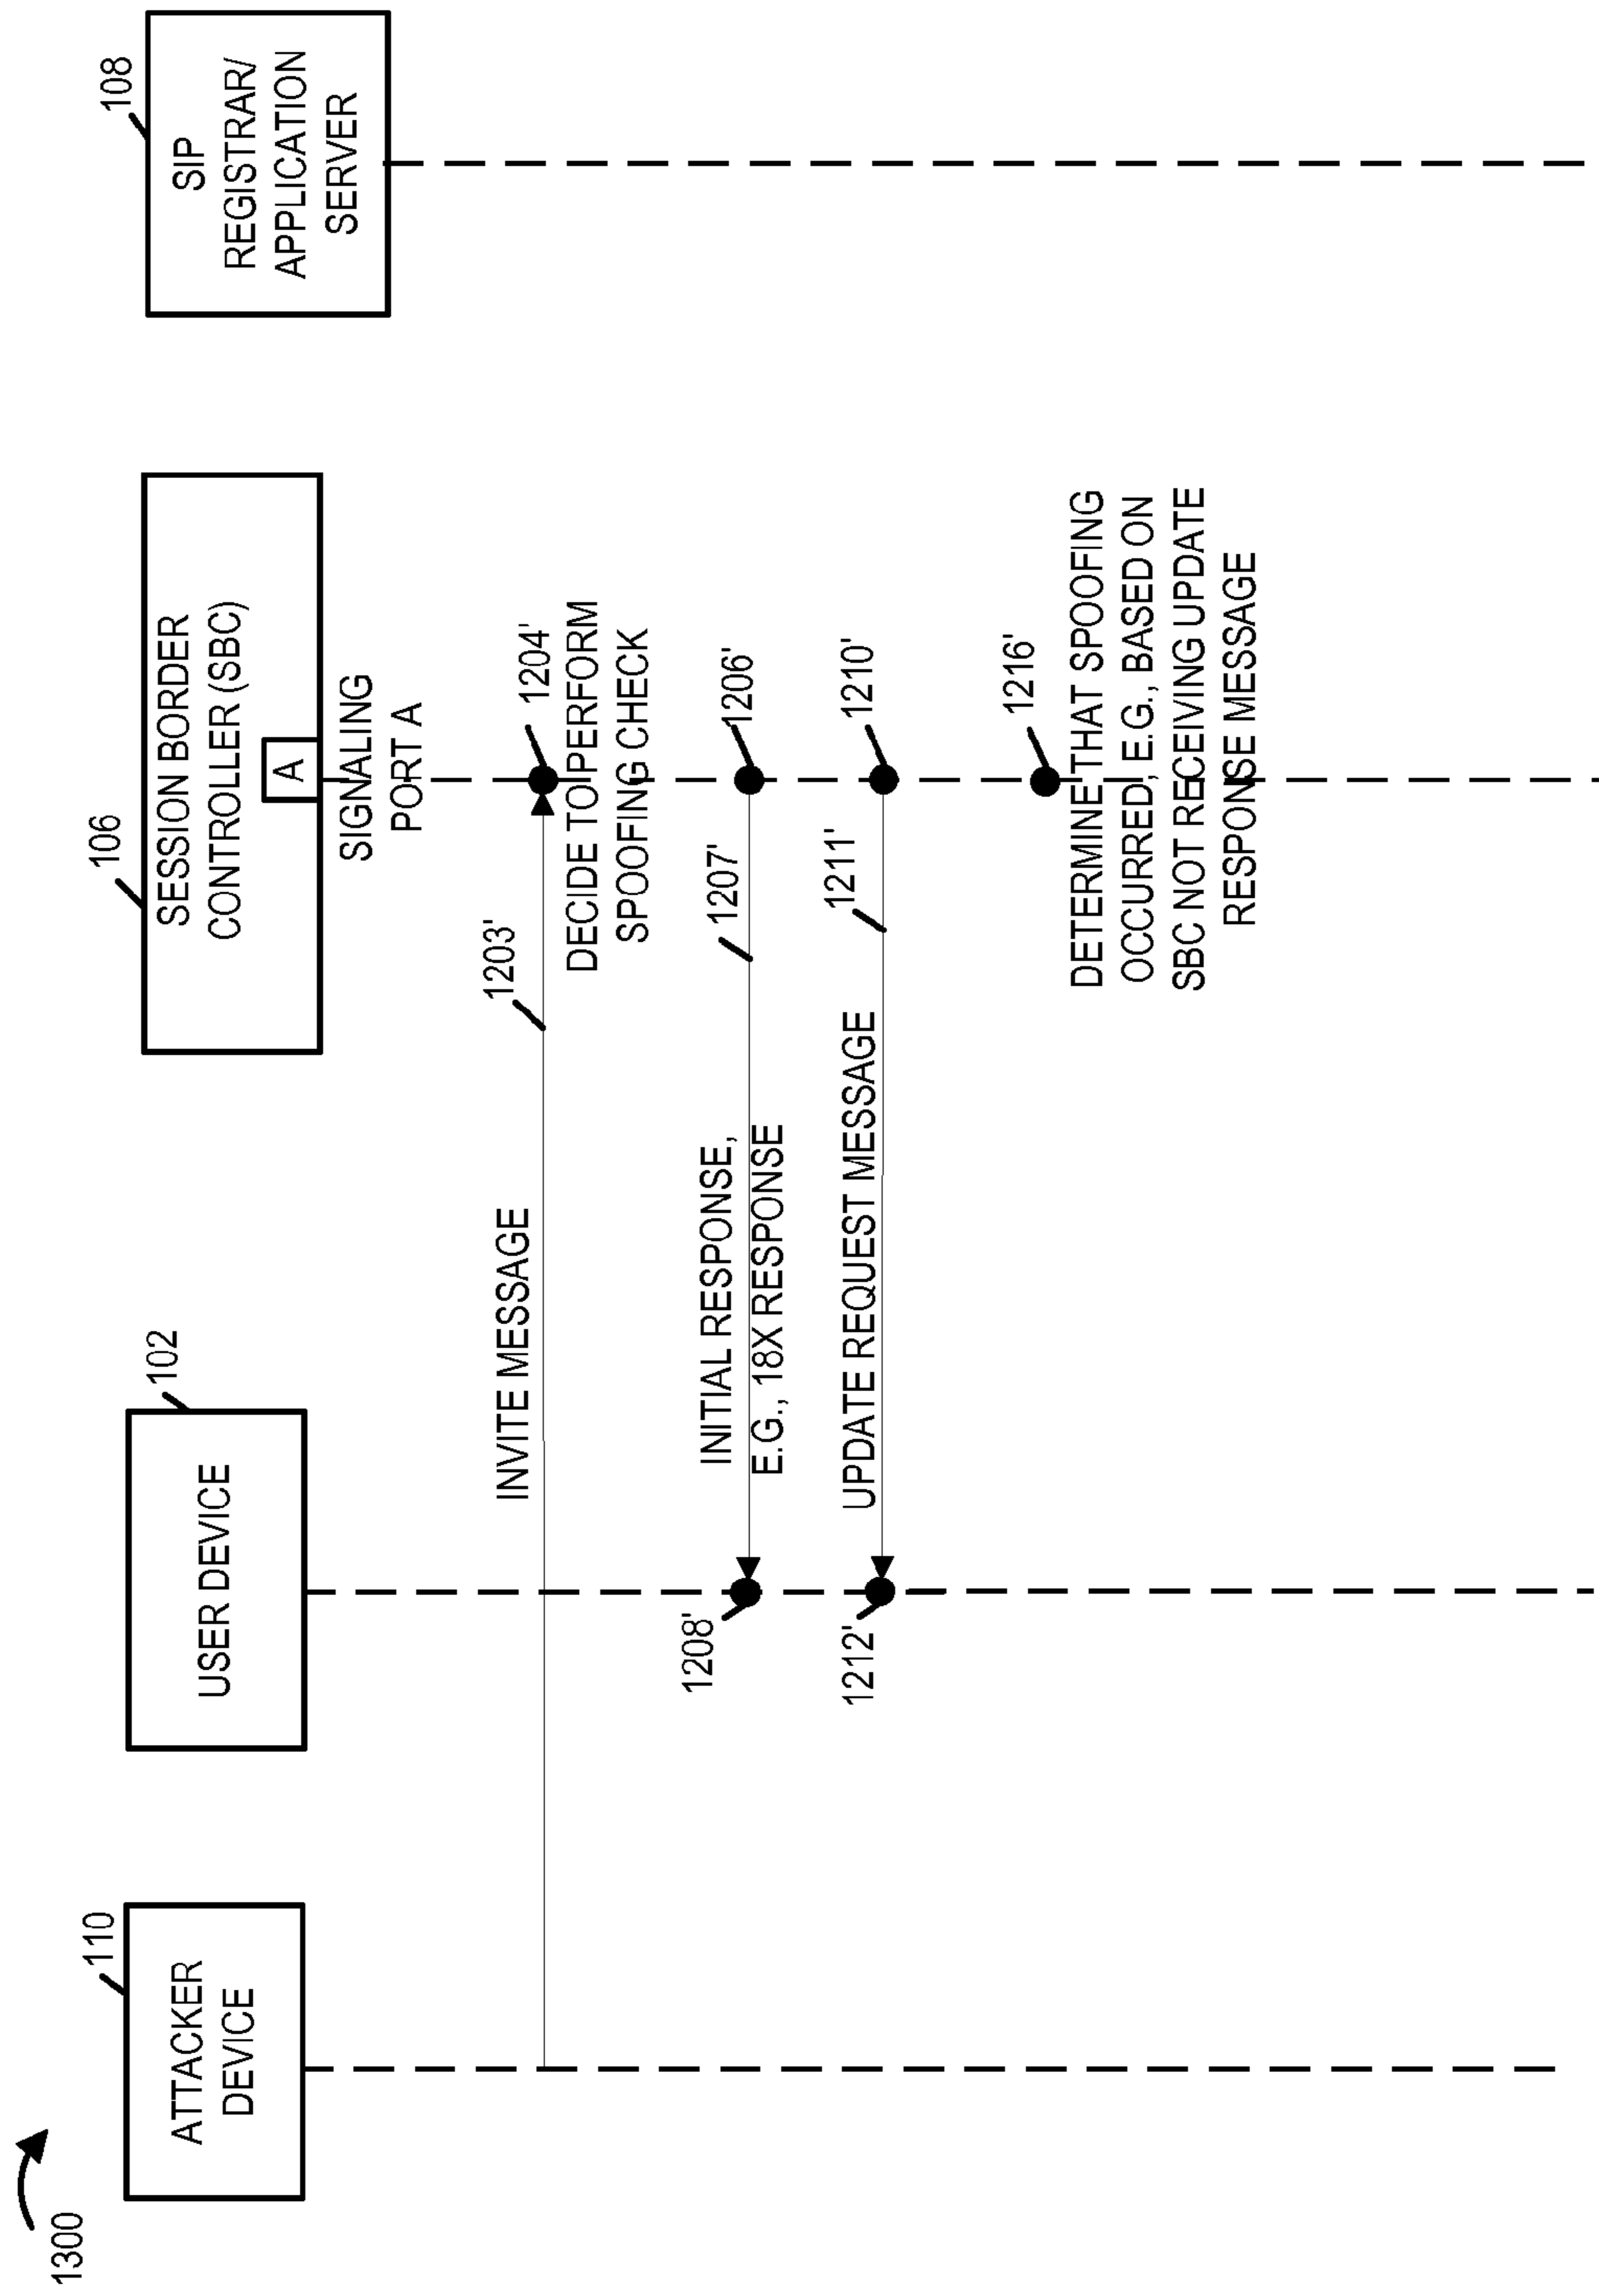 1300
110
ATTACKER
DEVICE
102
USER DEVICE
106
SESSION BORDER
CONTROLLER (SBC)
A
SIGNALING
PORT A
108
SIP
REGISTRAR/
APPLICATION
SERVER
INVITE MESSAGE
1203'
1204'
DECIDE TO PERFORM
SPOOFING CHECK
1208'
INITIAL RESPONSE,
E.G., 18X RESPONSE
1207'
1206'
1212'
UPDATE REQUEST MESSAGE
1211'
1210'
1216'
DETERMINE THAT SPOOFING
OCCURRED, E.G., BASED ON
SBC NOT RECEIVING UPDATE
RESPONSE MESSAGE